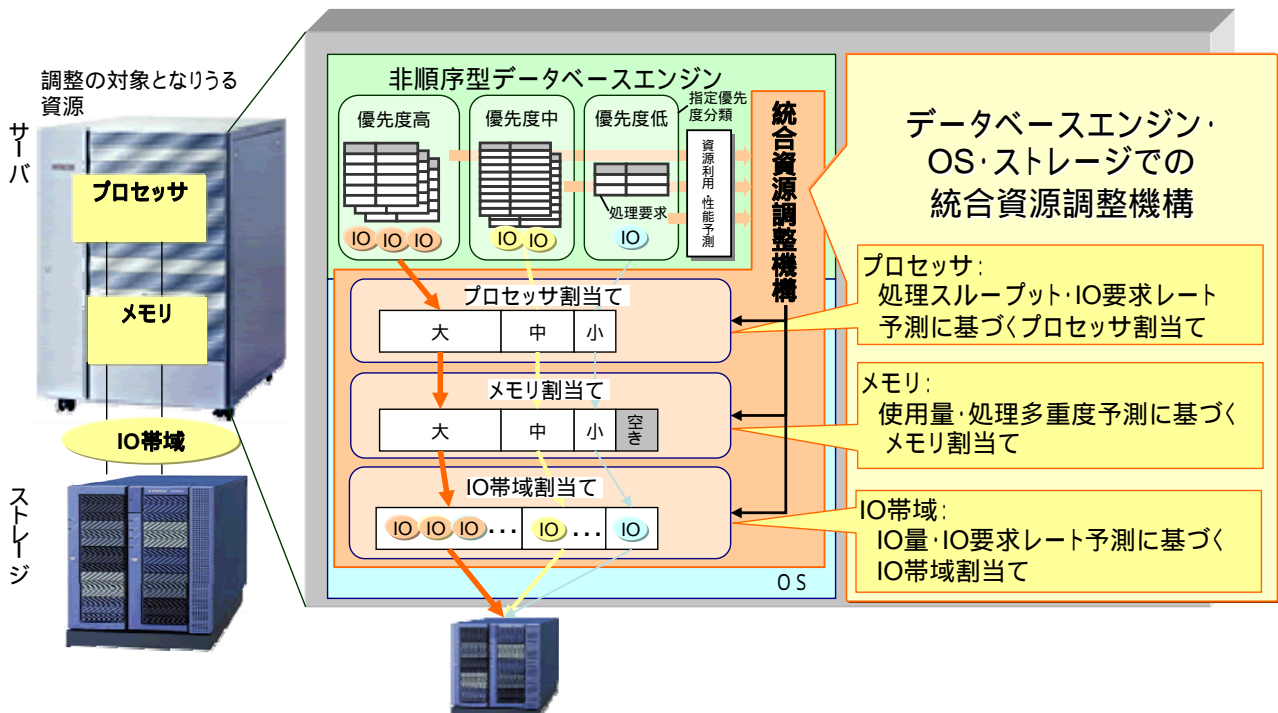 調整の対象となりうる
資源
サーバ
プロセッサ
メモリ
IO帯域
ストレージ
非順序型データベースエンジン
優先度高
優先度中
優先度低
指定優先
度分類
資源利用 性能予測
処理要求
IO IO IO
IO IO
IO
統合資源調整機構
プロセッサ割当て
大 中 小
メモリ割当て
大 中 小 空き
IO帯域割当て
IO IO IO ・・・ IO ・・・ IO
OS
データベースエンジン・
OS・ストレージでの
統合資源調整機構
プロセッサ:
処理スループット・IO要求レート
予測に基づくプロセッサ割当て
メモリ:
使用量・処理多重度予測に基づく
メモリ割当て
IO帯域:
IO量・IO要求レート予測に基づく
IO帯域割当て